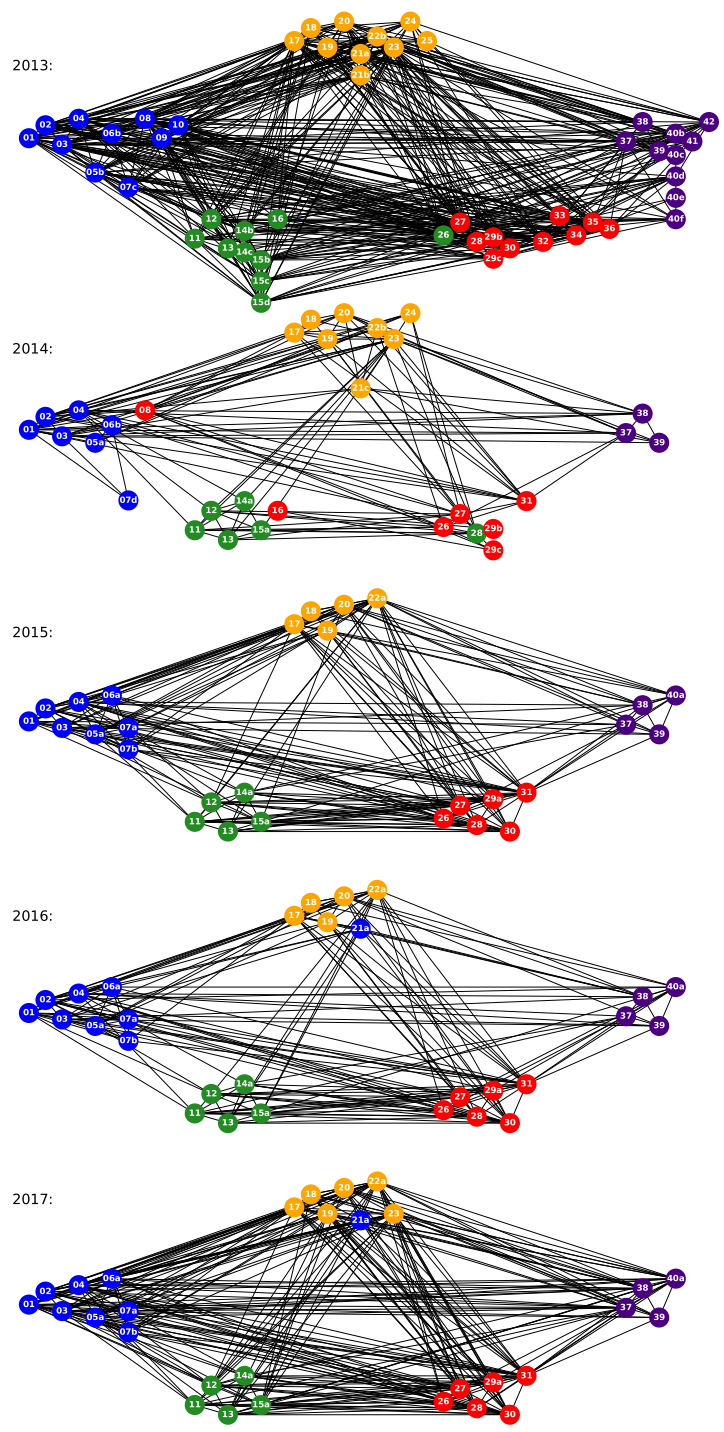 2013:
17 18 19 20 21a 21b 22b 23 24 25
01 02 03 04 05b 06b 07c 08 09 10
11 12 13 14b 14c 15b 15c 15d 16
26 27 28 29b 29c 30 32 33 34 35 36
37 38 39 40b 40c 40d 40e 40f 41 42
2014:
17 18 19 20 21c 22b 23 24
01 02 03 04 05a 06b 07d 08
11 12 13 14a 15a 16
26 27 28 29b 29c 31
37 38 39
2015:
17 18 19 20 22a
01 02 03 04 05a 06a 07a 07b
11 12 13 14a 15a
26 27 28 29a 30 31
37 38 39 40a
2016:
17 18 19 20 21a 22a
01 02 03 04 05a 06a 07a 07b
11 12 13 14a 15a
26 27 28 29a 30 31
37 38 39 40a
2017:
17 18 19 20 21a 22a 23
01 02 03 04 05a 06a 07a 07b
11 12 13 14a 15a
26 27 28 29a 30 31
37 38 39 40a